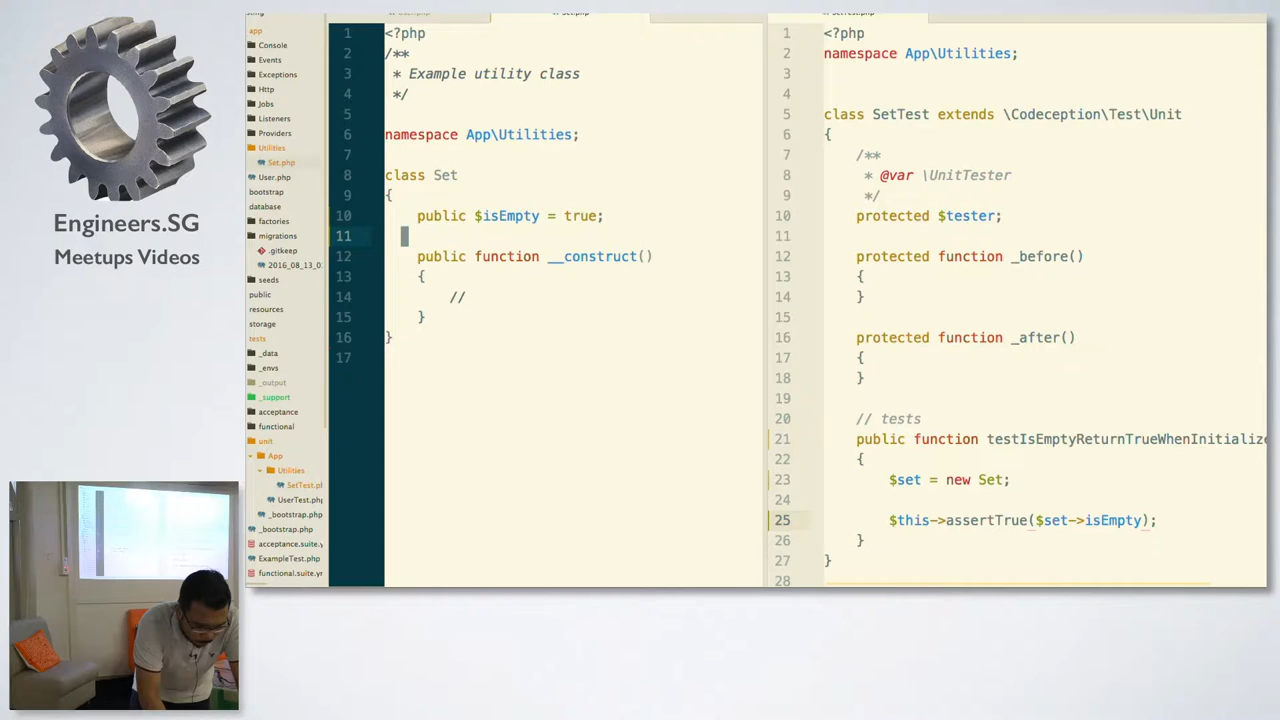 Engineers.SG
Meetups Videos
app
Console
Events
Exceptions
Http
Jobs
Listeners
Providers
Utilities
Set.php
User.php
bootstrap
database
factories
migrations
.gitkeep
2016_08_13_0
seeds
public
resources
storage
tests
_data
_envs
_output
_support
acceptance
functional
unit
App
Utilities
SetTest.pl
UserTest.php
_bootstrap.php
_bootstrap.php
acceptance.suite.y
ExampleTest.php
functional.suite.yr
1 <?php
2 /**
3 * Example utility class
4 */
5
6 namespace App\Utilities;
7
8 class Set
9 {
10 public $isEmpty = true;
11
12 public function __construct()
13 {
14 //
15 }
16 }
17
1 <?php
2 namespace App\Utilities;
3
4
5 class SetTest extends \Codeception\Test\Unit
6 {
7 /**
8 * @var \UnitTester
9 */
10 protected $tester;
11
12 protected function _before()
13 {
14 }
15
16 protected function _after()
17 {
18 }
19
20 // tests
21 public function testIsEmptyReturnTrueWhenInitialize
22 {
23 $set = new Set;
24
25 $this->assertTrue($set->isEmpty);
26 }
27 }
28